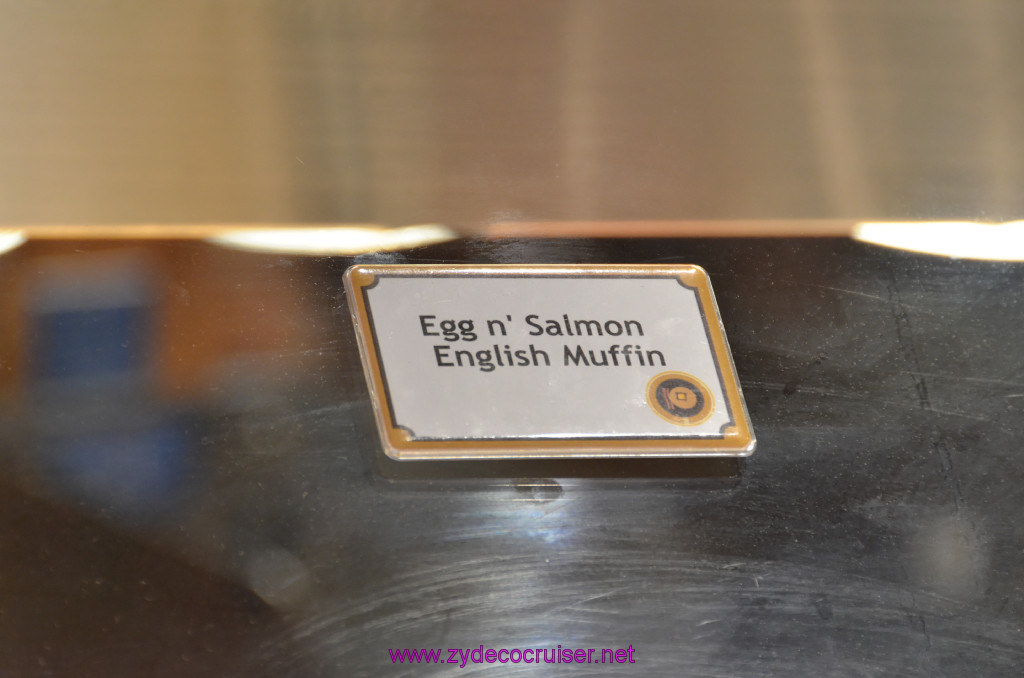 Egg n' Salmon
English Muffin
www.zydecocruiser.net